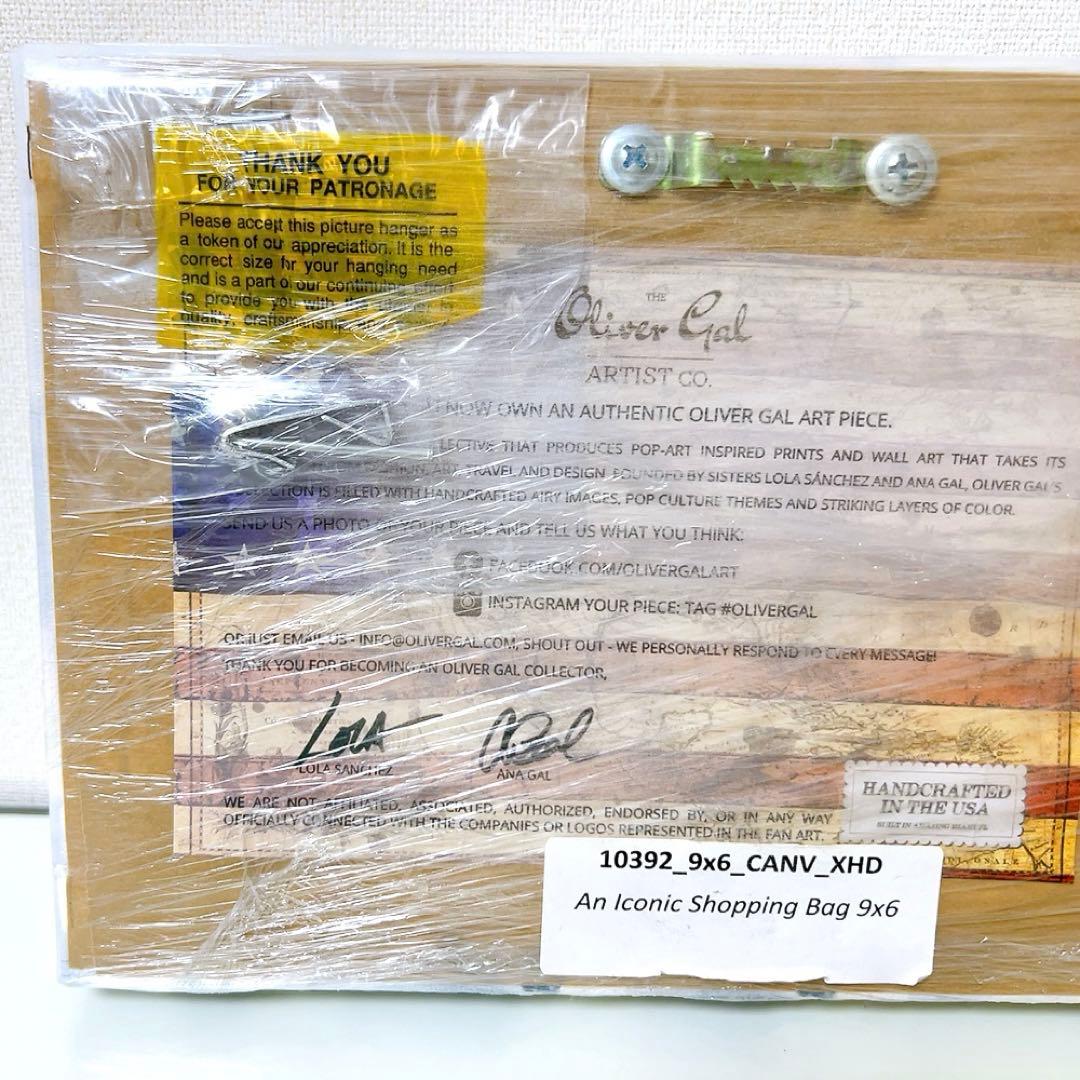 THANK YOU
FOR YOUR PATRONAGE
Please accept this picture hanger as
a token of our appreciation. It is the
correct size for your hanging need
and is a part of our continuing effort
to provide you with the
quality, craftsmanship
THE
Oliver Gal
ARTIST CO.
NOW OWN AN AUTHENTIC OLIVER GAL ART PIECE.
LECTIVE THAT PRODUCES POP-ART INSPIRED PRINTS AND WALL ART THAT TAKES ITS
ART, TRAVEL AND DESIGN. FOUNDED BY SISTERS LOLA SÁNCHEZ AND ANA GAL, OLIVER GAL'S
COLLECTION IS FILLED WITH HANDCRAFTED AIRY IMAGES, POP CULTURE THEMES AND STRIKING LAYERS OF COLOR.
SEND US A PHOTO OF YOUR PIECE AND TELL US WHAT YOU THINK:
FACEBOOK.COM/OLIVERGALART
INSTAGRAM YOUR PIECE: TAG #OLIVERGAL
OR JUST EMAIL US - INFO@OLIVERGAL.COM, SHOUT OUT - WE PERSONALLY RESPOND TO EVERY MESSAGE!
THANK YOU FOR BECOMING AN OLIVER GAL COLLECTOR,
LOLA
LOLA SANCHEZ
ANA GAL
WE ARE NOT AFFILIATED, ASSOCIATED, AUTHORIZED, ENDORSED BY, OR IN ANY WAY
OFFICIALLY CONNECTED WITH THE COMPANIES OR LOGOS REPRESENTED IN THE FAN ART.
HANDCRAFTED
IN THE USA
10392_9x6_CANV_XHD
An Iconic Shopping Bag 9x6